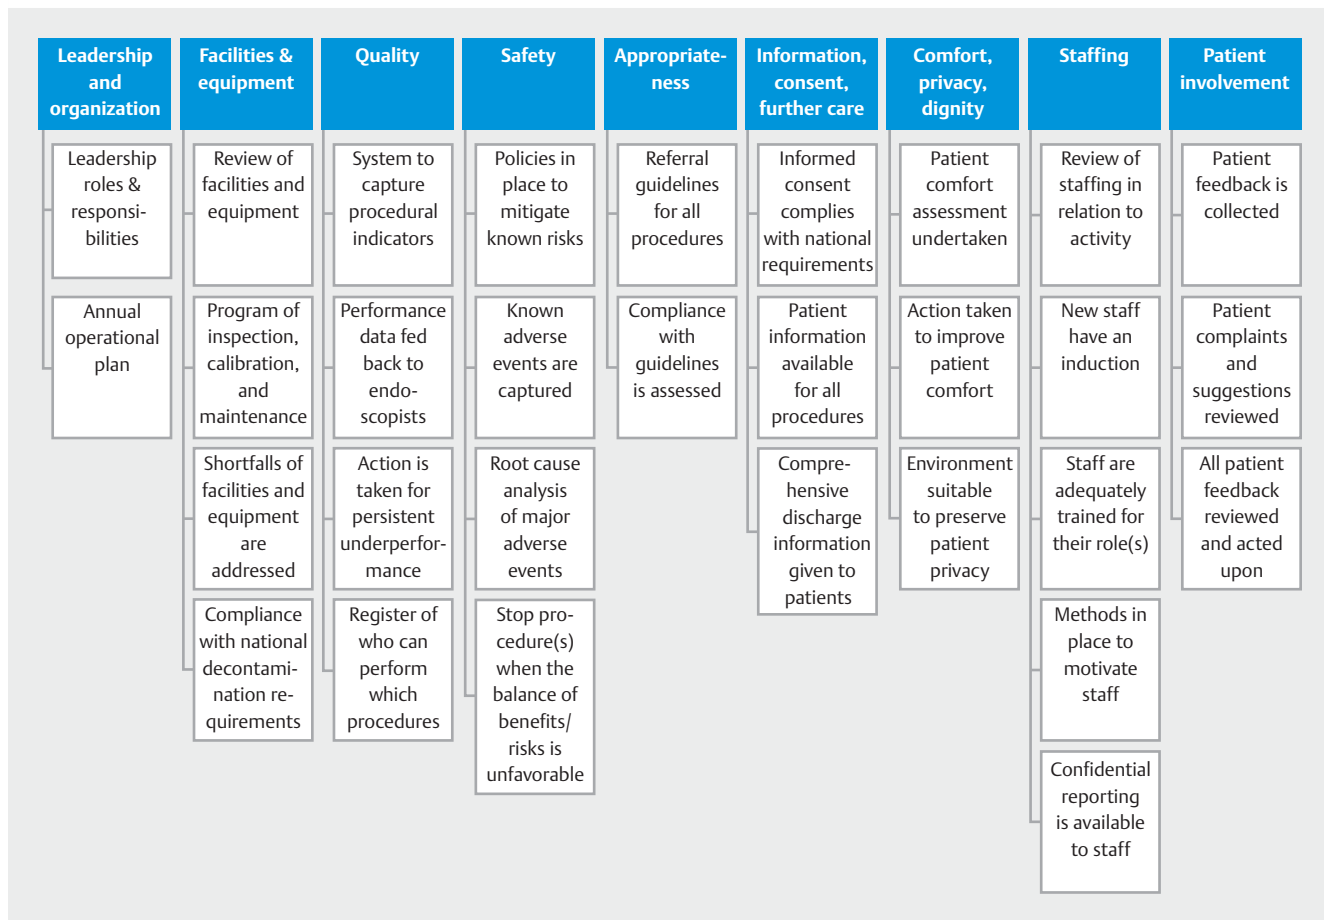 Leadership
and
organization
Leadership
roles &
responsi-
bilities
Annual
operational
plan
Facilities &
equipment
Review of
facilities and
equipment
Program of
inspection,
calibration,
and
maintenance
Shortfalls of
facilities and
equipment
are
addressed
Compliance
with national
decontami-
nation re-
quirements
Quality
System to
capture
procedural
indicators
Performance
data fed
back to
endo-
scopists
Action is
taken for
persistent
underperfor-
mance
Register of
who can
perform
which
procedures
Safety
Policies in
place to
mitigate
known risks
Known
adverse
events are
captured
Root cause
analysis
of major
adverse
events
Stop pro-
cedure(s)
when the
balance of
benefits/
risks is
unfavorable
Appropriate-
ness
Referral
guidelines
for all
procedures
Compliance
with
guidelines
is assessed
Information,
consent,
further care
Informed
consent
complies
with national
requirements
Patient
information
available
for all
procedures
Compre-
hensive
discharge
information
given to
patients
Comfort,
privacy,
dignity
Patient
comfort
assessment
undertaken
Action taken
to improve
patient
comfort
Environment
suitable
to preserve
patient
privacy
Staffing
Review of
staffing in
relation to
activity
New staff
have an
induction
Staff are
adequately
trained for
their role(s)
Methods in
place to
motivate
staff
Confidential
reporting
is available
to staff
Patient
involvement
Patient
feedback is
collected
Patient
complaints
and
suggestions
reviewed
All patient
feedback
reviewed
and acted
upon